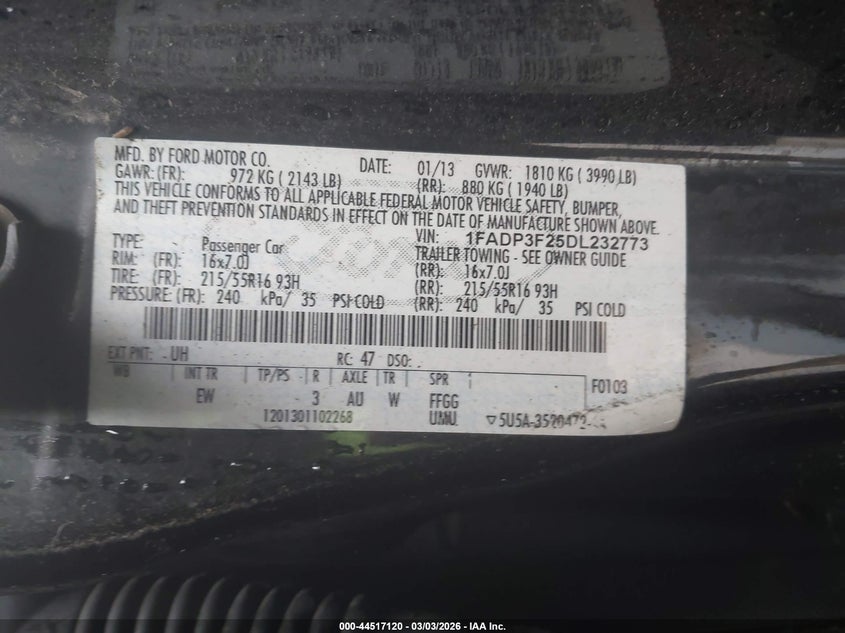 MFD. BY FORD MOTOR CO. DATE: 01/13 GVWR: 1810 KG ( 3990 LB)
GAWR: (FR): 972 KG ( 2143 LB) (RR): 880 KG ( 1940 LB)
THIS VEHICLE CONFORMS TO ALL APPLICABLE FEDERAL MOTOR VEHICLE SAFETY, BUMPER,
AND THEFT PREVENTION STANDARDS IN EFFECT ON THE DATE OF MANUFACTURE SHOWN ABOVE.
VIN: 1FADP3F25DL232773
TYPE: - Passenger Car TRAILER TOWING - SEE OWNER GUIDE
RIM: (FR): 16x7.0J (RR): 16x7.0J
TIRE: (FR): 215/55R16 93H (RR): 215/55R16 93H
PRESSURE: (FR): 240 kPa/ 35 PSI COLD (RR): 240 kPa/ 35 PSI COLD
EXT PNT: UH RC: 47 DSO:
WB INT TR TP/PS R AXLE TR SPR
EW 3 AU W FFGG F0103
1201301102268 UMU ▽5U5A-3520472-
000-44517120 - 03/03/2026 - IAA Inc.